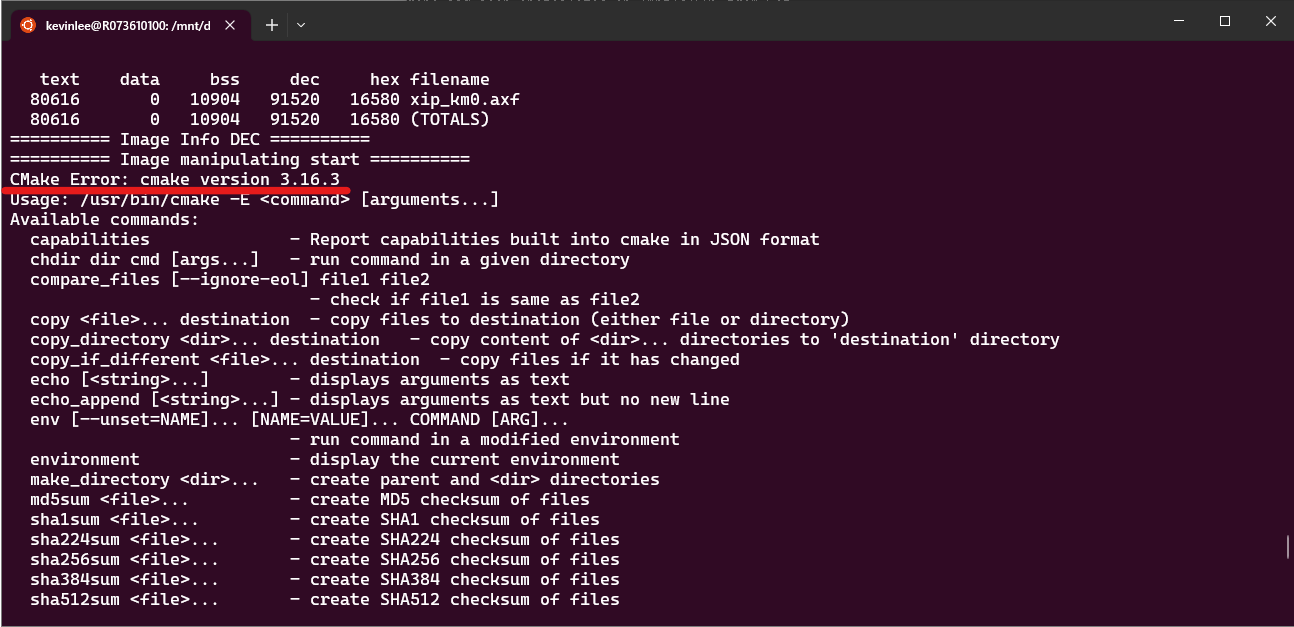 kevinlee@R073610100: /mnt/d
   text    data     bss     dec     hex filename
  80616       0   10904   91520   16580 xip_km0.axf
  80616       0   10904   91520   16580 (TOTALS)
========== Image Info DEC ==========
========== Image manipulating start ==========
CMake Error: cmake version 3.16.3
Usage: /usr/bin/cmake -E <command> [arguments...]
Available commands:
  capabilities              - Report capabilities built into cmake in JSON format
  chdir dir cmd [args...]   - run command in a given directory
  compare_files [--ignore-eol] file1 file2
                              - check if file1 is same as file2
  copy <file>... destination  - copy files to destination (either file or directory)
  copy_directory <dir>... destination   - copy content of <dir>... directories to 'destination' directory
  copy_if_different <file>... destination  - copy files if it has changed
  echo [<string>...]        - displays arguments as text
  echo_append [<string>...] - displays arguments as text but no new line
  env [--unset=NAME]... [NAME=VALUE]... COMMAND [ARG]...
                            - run command in a modified environment
  environment               - display the current environment
  make_directory <dir>...   - create parent and <dir> directories
  md5sum <file>...          - create MD5 checksum of files
  sha1sum <file>...         - create SHA1 checksum of files
  sha224sum <file>...       - create SHA224 checksum of files
  sha256sum <file>...       - create SHA256 checksum of files
  sha384sum <file>...       - create SHA384 checksum of files
  sha512sum <file>...       - create SHA512 checksum of files